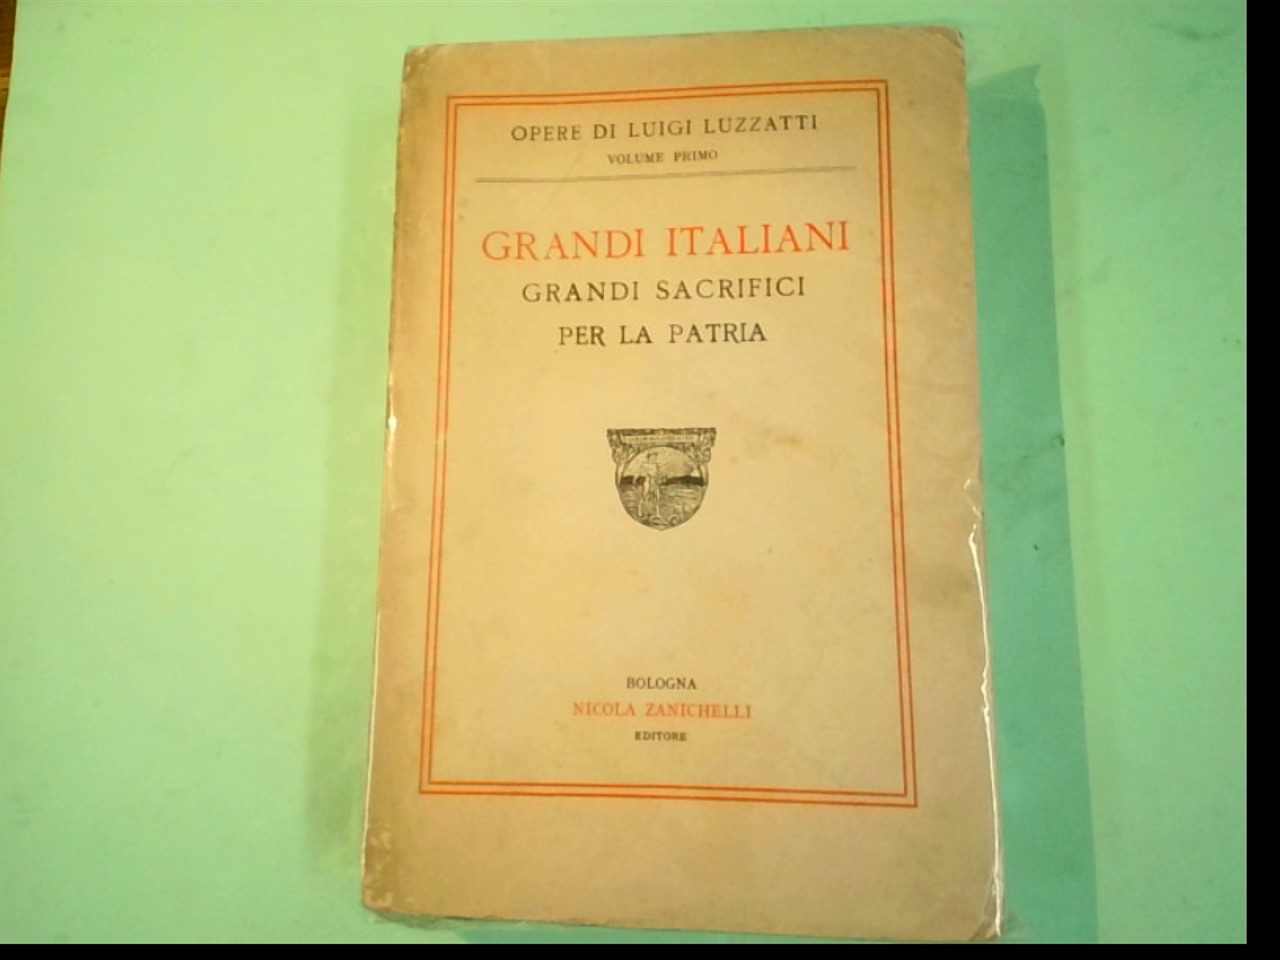 OPERE DI LUIGI LUZZATTI
VOLUME PRIMO
GRANDI ITALIANI
GRANDI SACRIFICI
PER LA PATRIA
BOLOGNA
NICOLA ZANICHELLI
EDITORE